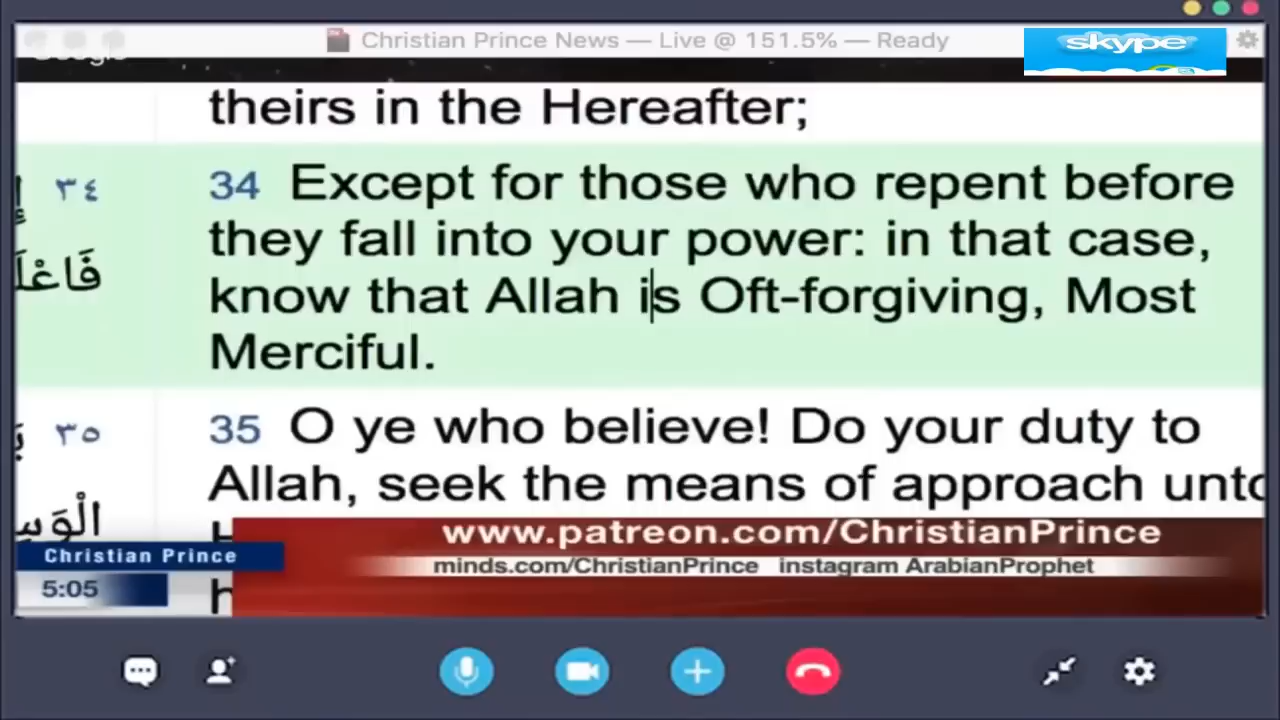 Christian Prince News — Live @ 151.5% — Ready
skype
Google
theirs in the Hereafter;
٣٤
34 Except for those who repent before
they fall into your power: in that case,
فَاعْلَ
know that Allah is Oft-forgiving, Most
Merciful.
٣٥
35 O ye who believe! Do your duty to
Allah, seek the means of approach unto
الْوَسِ
www.patreon.com/ChristianPrince
Christian Prince
minds.com/ChristianPrince instagram ArabianProphet
5:05